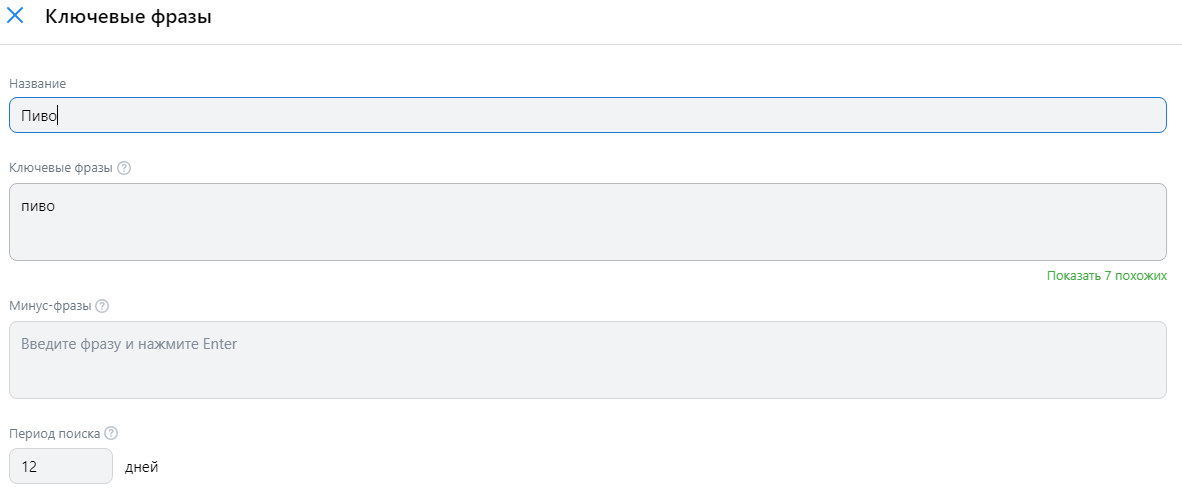 Ключевые фразы
Название
Пиво
Ключевые фразы ?
пиво
Показать 7 похожих
Минус-фразы ?
Введите фразу и нажмите Enter
Период поиска ?
12 дней